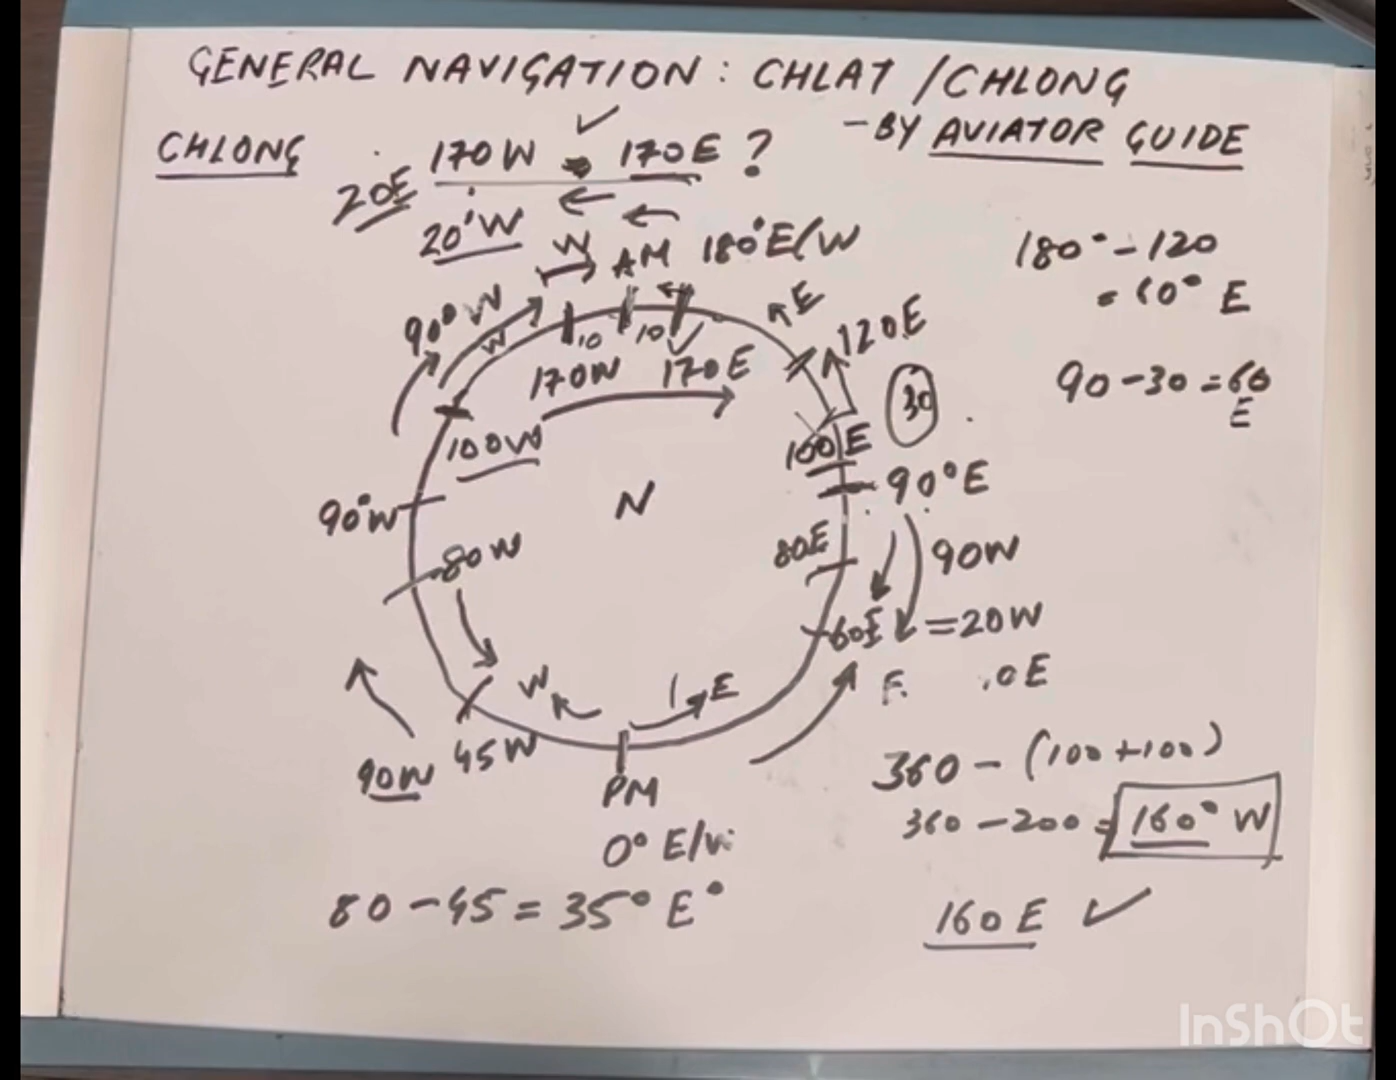 GENERAL NAVIGATION : CHLAT / CHLONG
- BY AVIATOR GUIDE
CHLONG
170W 170E ?
20E
20°W
W
AM
180°E/W
E
180° - 120
= 60° E
90°W
W
10
10
120E
170W
170E
30
90 - 30 = 60
E
100W
100E
90°E
N
90°W
80W
80E
90W
60E
= 20W
E
W
E
90W
45W
PM
0° E/W
360 - (100 + 100)
360 - 200 = 160° W
80 - 45 = 35° E°
160 E
InShOt